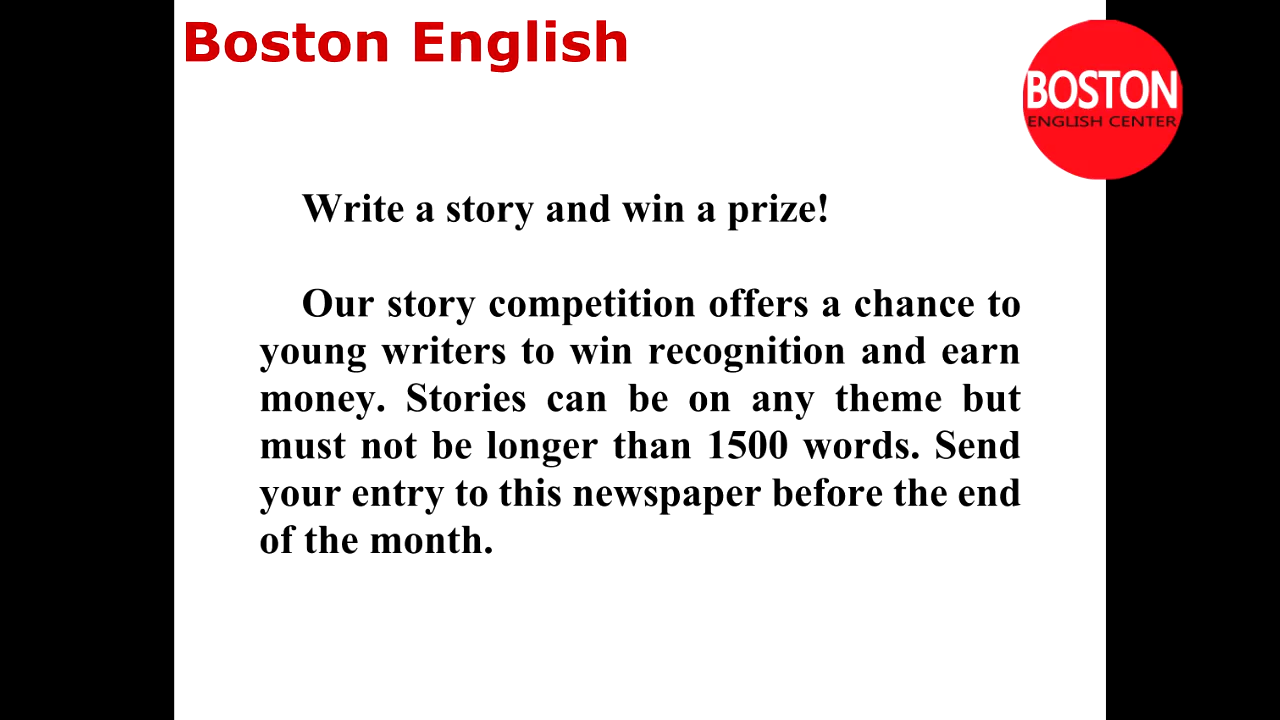 Boston English
BOSTON
ENGLISH CENTER
Write a story and win a prize!
Our story competition offers a chance to
young writers to win recognition and earn
money. Stories can be on any theme but
must not be longer than 1500 words. Send
your entry to this newspaper before the end
of the month.